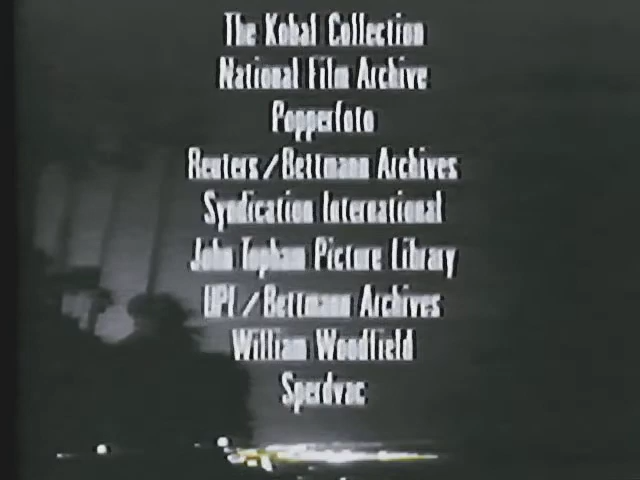 The Kobal Collection
National Film Archive
Popperfoto
Reuters/Bettmann Archives
Syndication International
John Topham Picture Library
UPI/Bettmann Archives
William Woodfield
Sperdvac